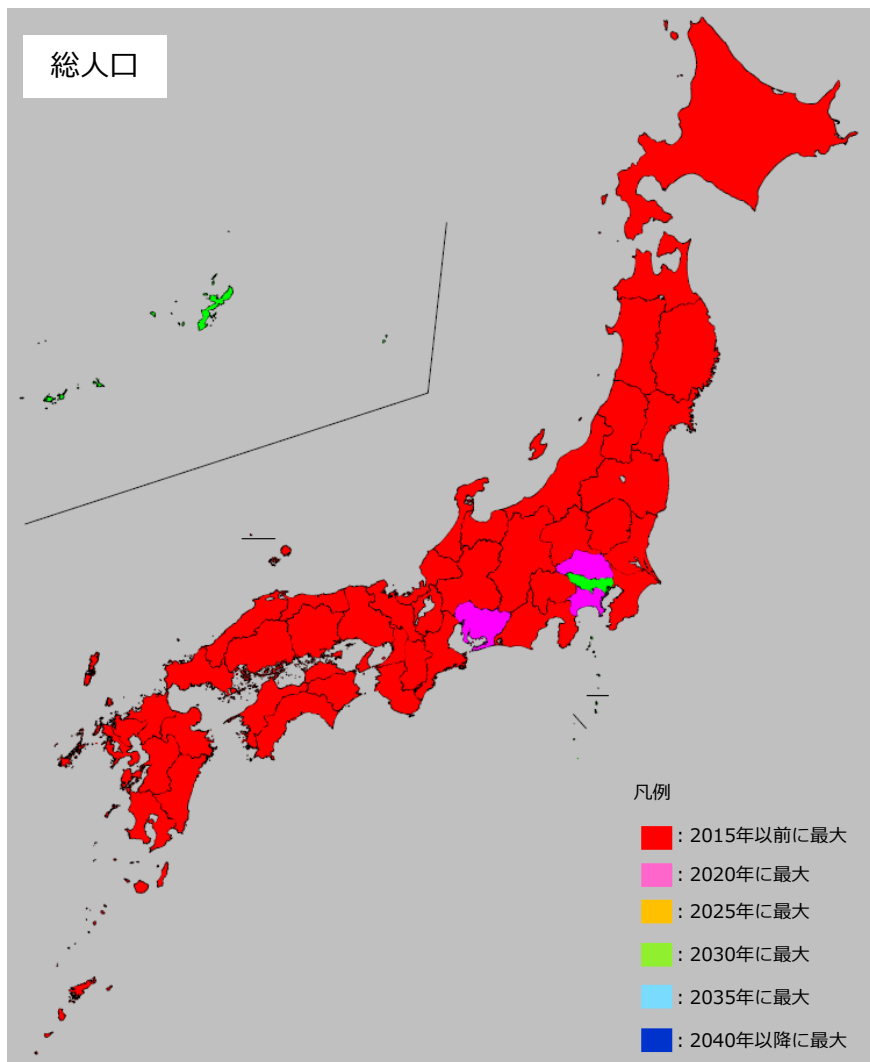 総人口
凡例
：2015年以前に最大
：2020年に最大
：2025年に最大
：2030年に最大
：2035年に最大
：2040年以降に最大